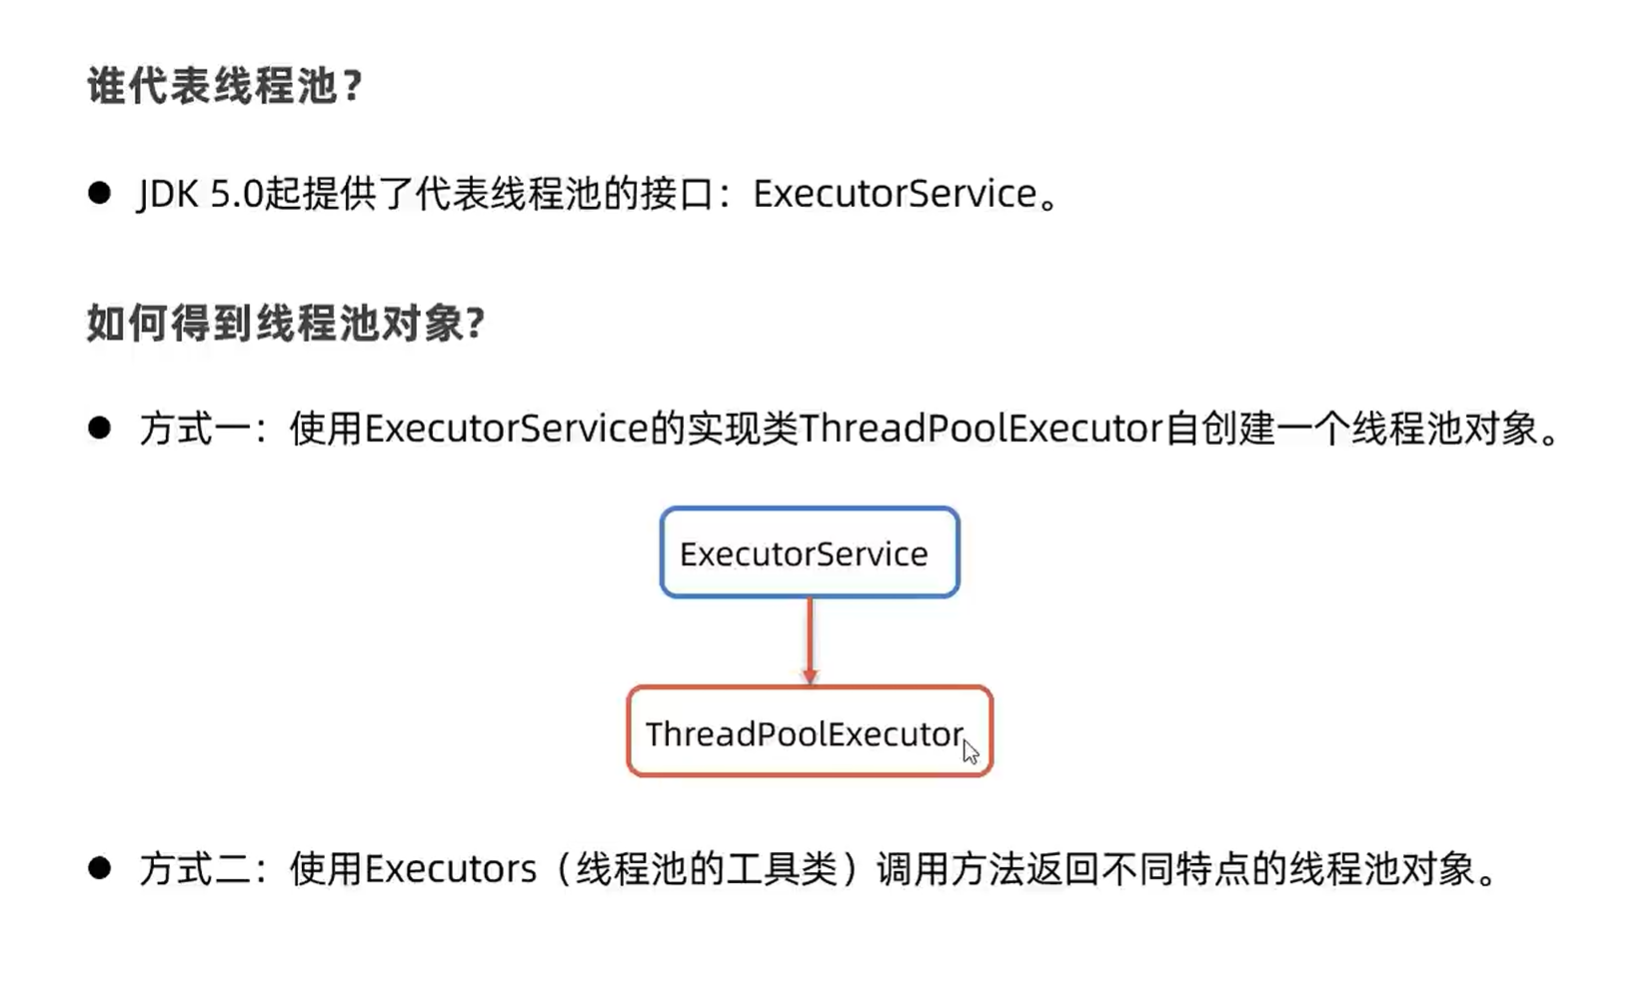 谁代表线程池？
● JDK 5.0起提供了代表线程池的接口：ExecutorService。
如何得到线程池对象？
● 方式一：使用ExecutorService的实现类ThreadPoolExecutor自创建一个线程池对象。
ExecutorService
ThreadPoolExecutor
● 方式二：使用Executors（线程池的工具类）调用方法返回不同特点的线程池对象。